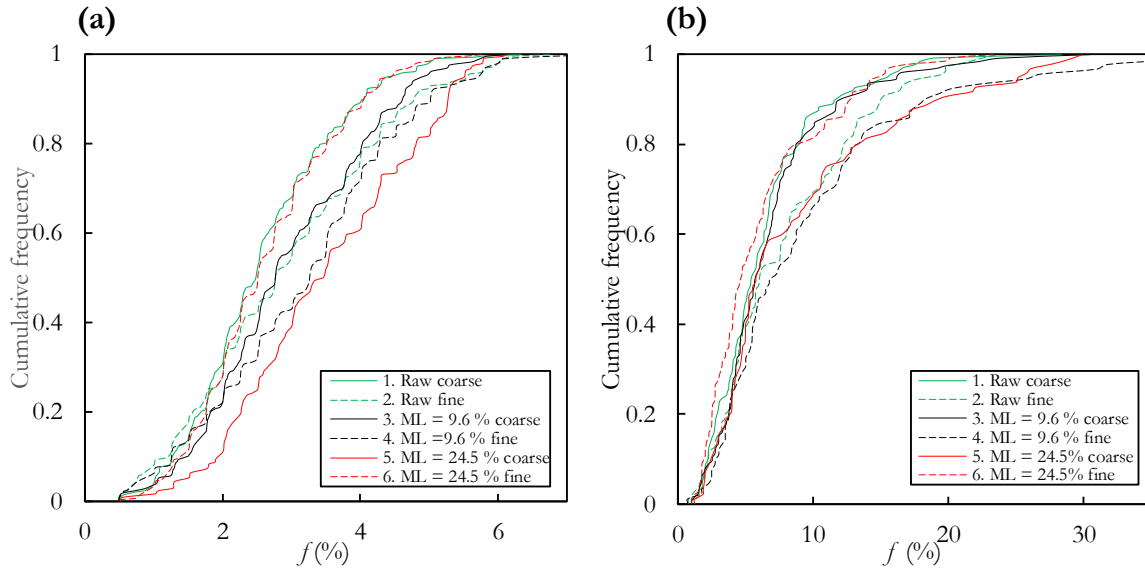 (a)
Cumulative frequency
1
0.8
0.6
0.4
0.2
0
0 2 4 6
f (%)
1. Raw coarse
2. Raw fine
3. ML = 9.6 % coarse
4. ML =9.6 % fine
5. ML = 24.5 % coarse
6. ML = 24.5 % fine
(b)
Cumulative frequency
1
0.8
0.6
0.4
0.2
0
0 10 20 30
f (%)
1. Raw coarse
2. Raw fine
3. ML = 9.6 % coarse
4. ML = 9.6 % fine
5. ML = 24.5 % coarse
6. ML = 24.5% fine